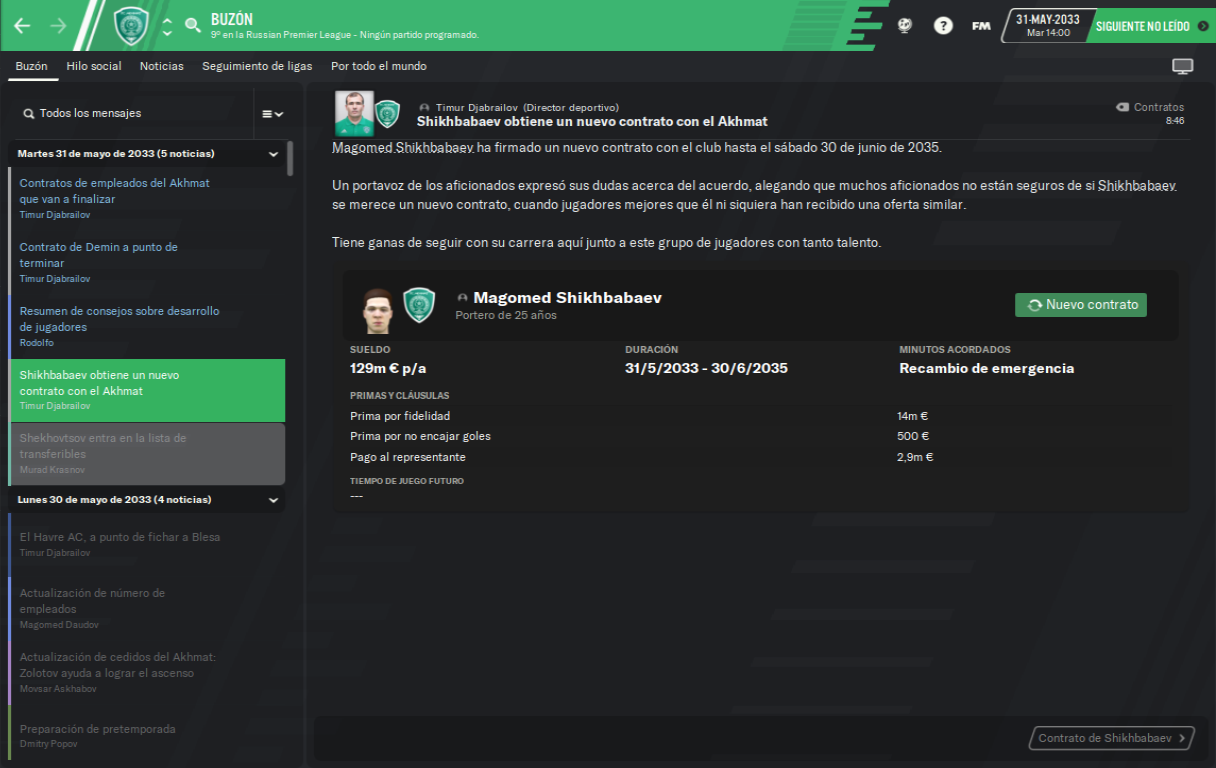 BUZÓN
9º en la Russian Premier League - Ningún partido programado.
?
FM
31-MAY-2033
Mar 14:00
SIGUIENTE NO LEÍDO
Buzón Hilo social Noticias Seguimiento de ligas Por todo el mundo
Todos los mensajes
Martes 31 de mayo de 2033 (5 noticias)
Contratos de empleados del Akhmat
que van a finalizar
Timur Djabrailov
Contrato de Demin a punto de
terminar
Timur Djabrailov
Resumen de consejos sobre desarrollo
de jugadores
Rodolfo
Shikhbabaev obtiene un nuevo
contrato con el Akhmat
Timur Djabrailov
Shekhovtsov entra en la lista de
transferibles
Murad Krasnov
Lunes 30 de mayo de 2033 (4 noticias)
El Havre AC, a punto de fichar a Blesa
Timur Djabrailov
Actualización de número de
empleados
Magomed Daudov
Actualización de cedidos del Akhmat:
Zolotov ayuda a lograr el ascenso
Movsar Askhabov
Preparación de pretemporada
Dmitry Popov
Timur Djabrailov (Director deportivo)
Shikhbabaev obtiene un nuevo contrato con el Akhmat
Contratos
8:46
Magomed Shikhbabaev ha firmado un nuevo contrato con el club hasta el sábado 30 de junio de 2035.
Un portavoz de los aficionados expresó sus dudas acerca del acuerdo, alegando que muchos aficionados no están seguros de si Shikhbabaev
se merece un nuevo contrato, cuando jugadores mejores que él ni siquiera han recibido una oferta similar.
Tiene ganas de seguir con su carrera aquí junto a este grupo de jugadores con tanto talento.
Magomed Shikhbabaev
Portero de 25 años
Nuevo contrato
SUELDO DURACIÓN MINUTOS ACORDADOS
129m € p/a 31/5/2033 - 30/6/2035 Recambio de emergencia
PRIMAS Y CLÁUSULAS
Prima por fidelidad 14m €
Prima por no encajar goles 500 €
Pago al representante 2,9m €
TIEMPO DE JUEGO FUTURO
---
Contrato de Shikhbabaev